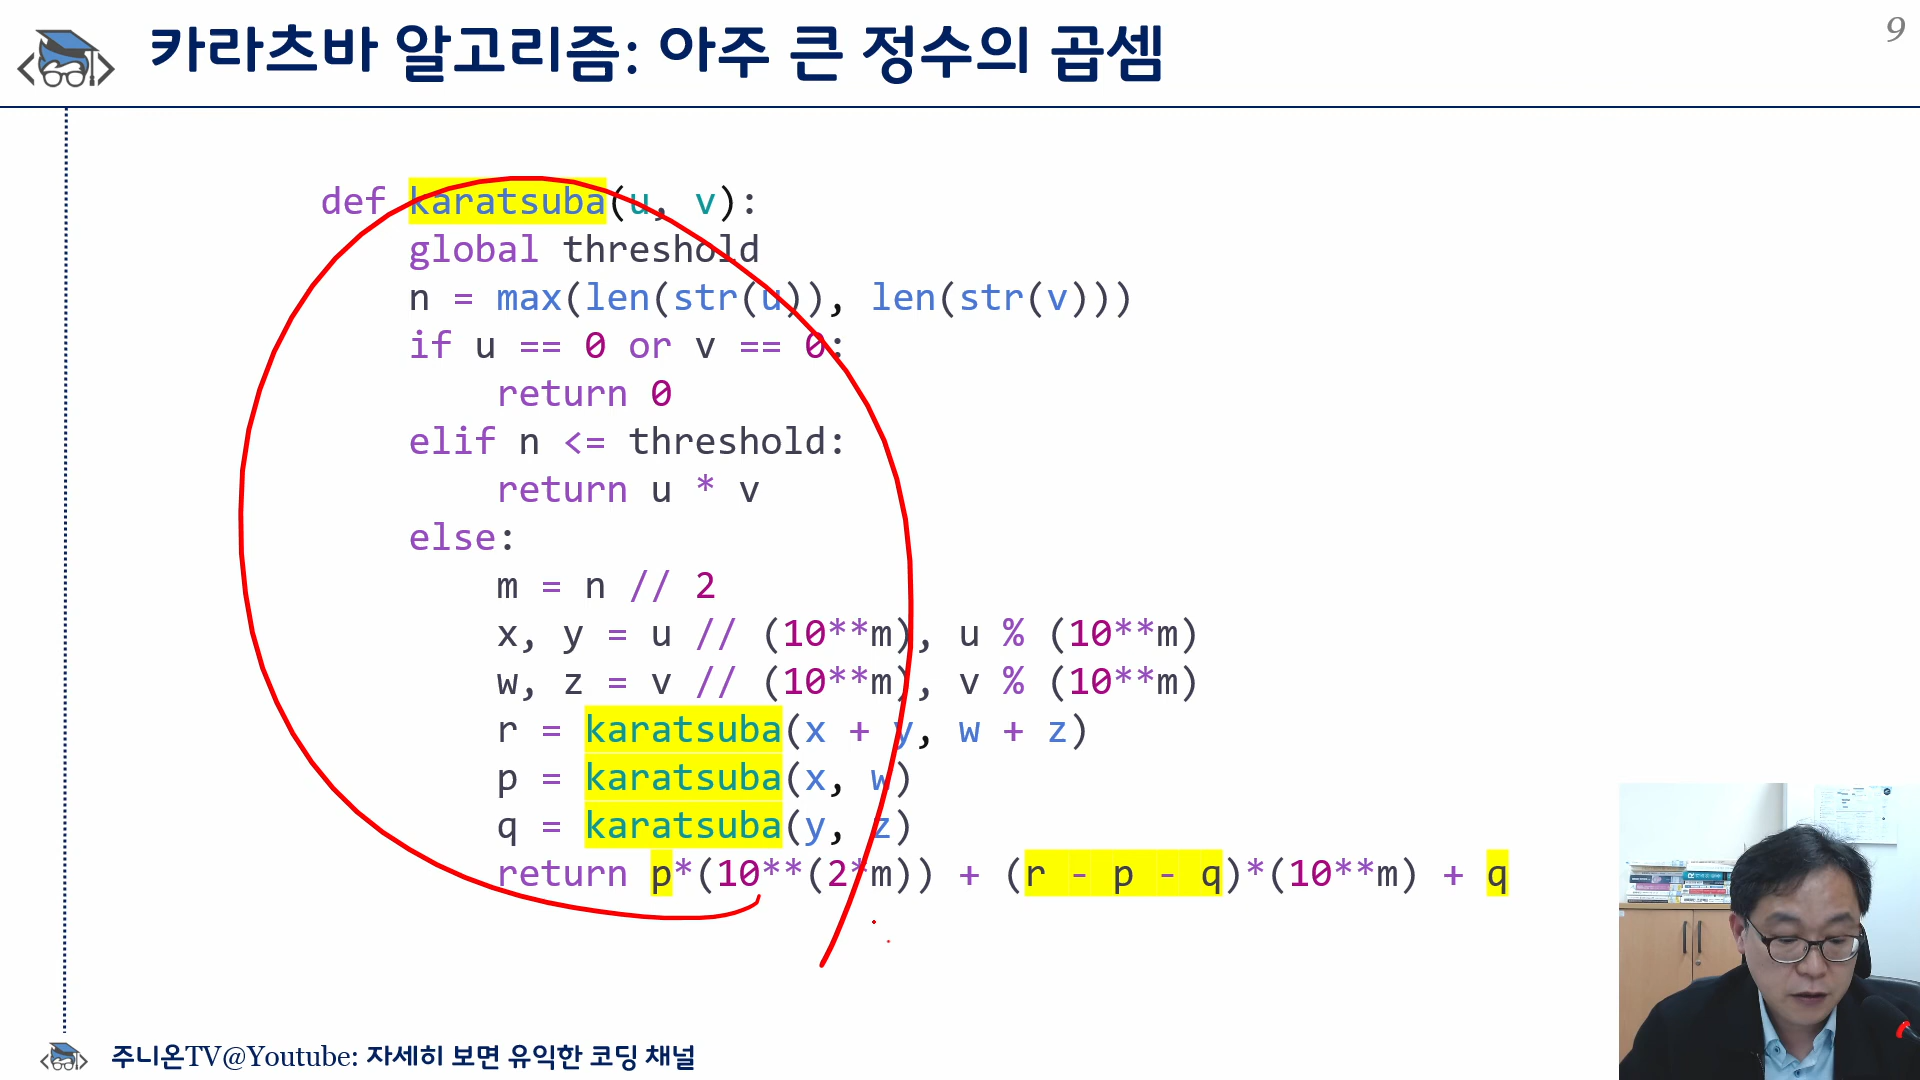 카라츠바 알고리즘: 아주 큰 정수의 곱셈
9
def karatsuba(u, v):
    global threshold
    n = max(len(str(u)), len(str(v)))
    if u == 0 or v == 0:
        return 0
    elif n <= threshold:
        return u * v
    else:
        m = n // 2
        x, y = u // (10**m), u % (10**m)
        w, z = v // (10**m), v % (10**m)
        r = karatsuba(x + y, w + z)
        p = karatsuba(x, w)
        q = karatsuba(y, z)
        return p*(10**(2*m)) + (r - p - q)*(10**m) + q
주니온TV@Youtube: 자세히 보면 유익한 코딩 채널